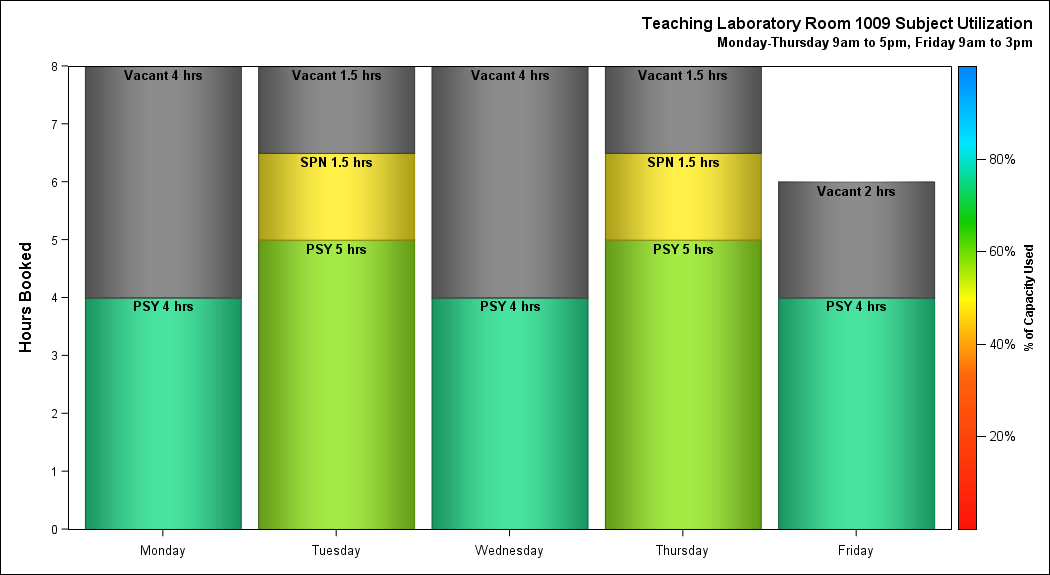 Teaching Laboratory Room 1009 Subject Utilization
Monday-Thursday 9am to 5pm, Friday 9am to 3pm
Hours Booked
8
7
6
5
4
3
2
1
0
Vacant 4 hrs
PSY 4 hrs
Vacant 1.5 hrs
SPN 1.5 hrs
PSY 5 hrs
Vacant 4 hrs
PSY 4 hrs
Vacant 1.5 hrs
SPN 1.5 hrs
PSY 5 hrs
Vacant 2 hrs
PSY 4 hrs
Monday
Tuesday
Wednesday
Thursday
Friday
80%
60%
40%
20%
% of Capacity Used